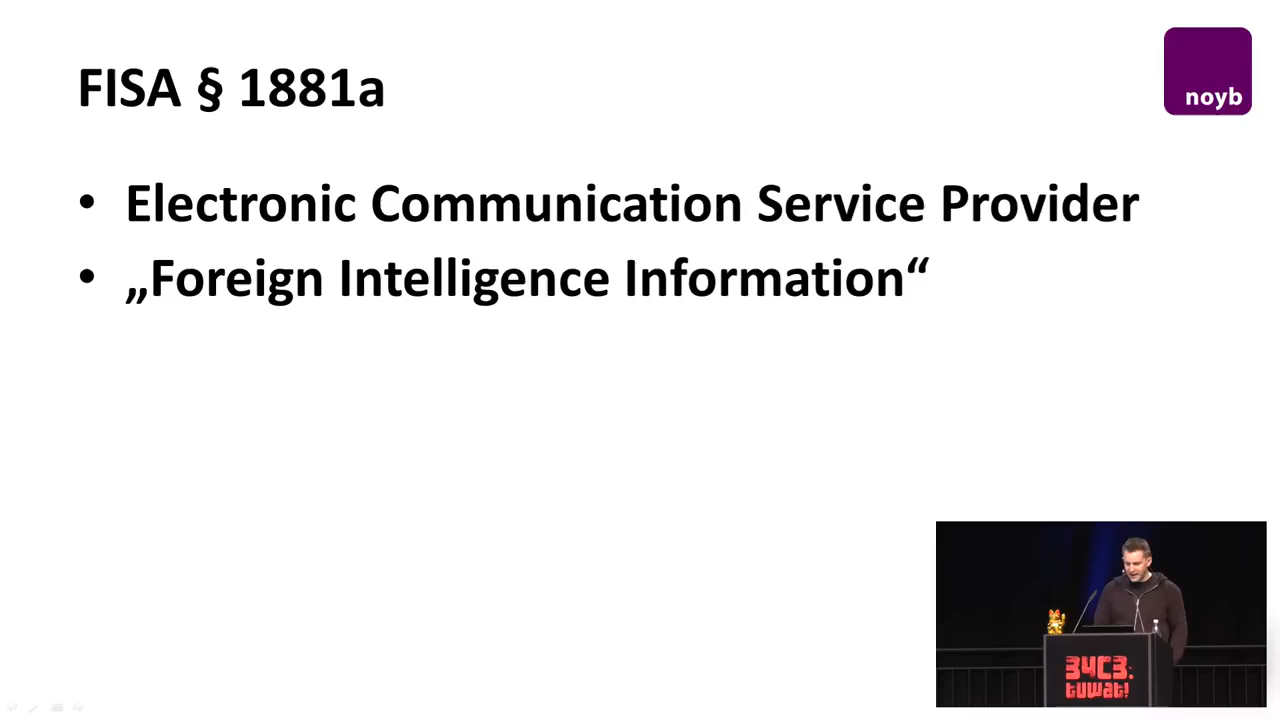 FISA § 1881a
noyb
• Electronic Communication Service Provider
• „Foreign Intelligence Information“
34C3.
tuwat!